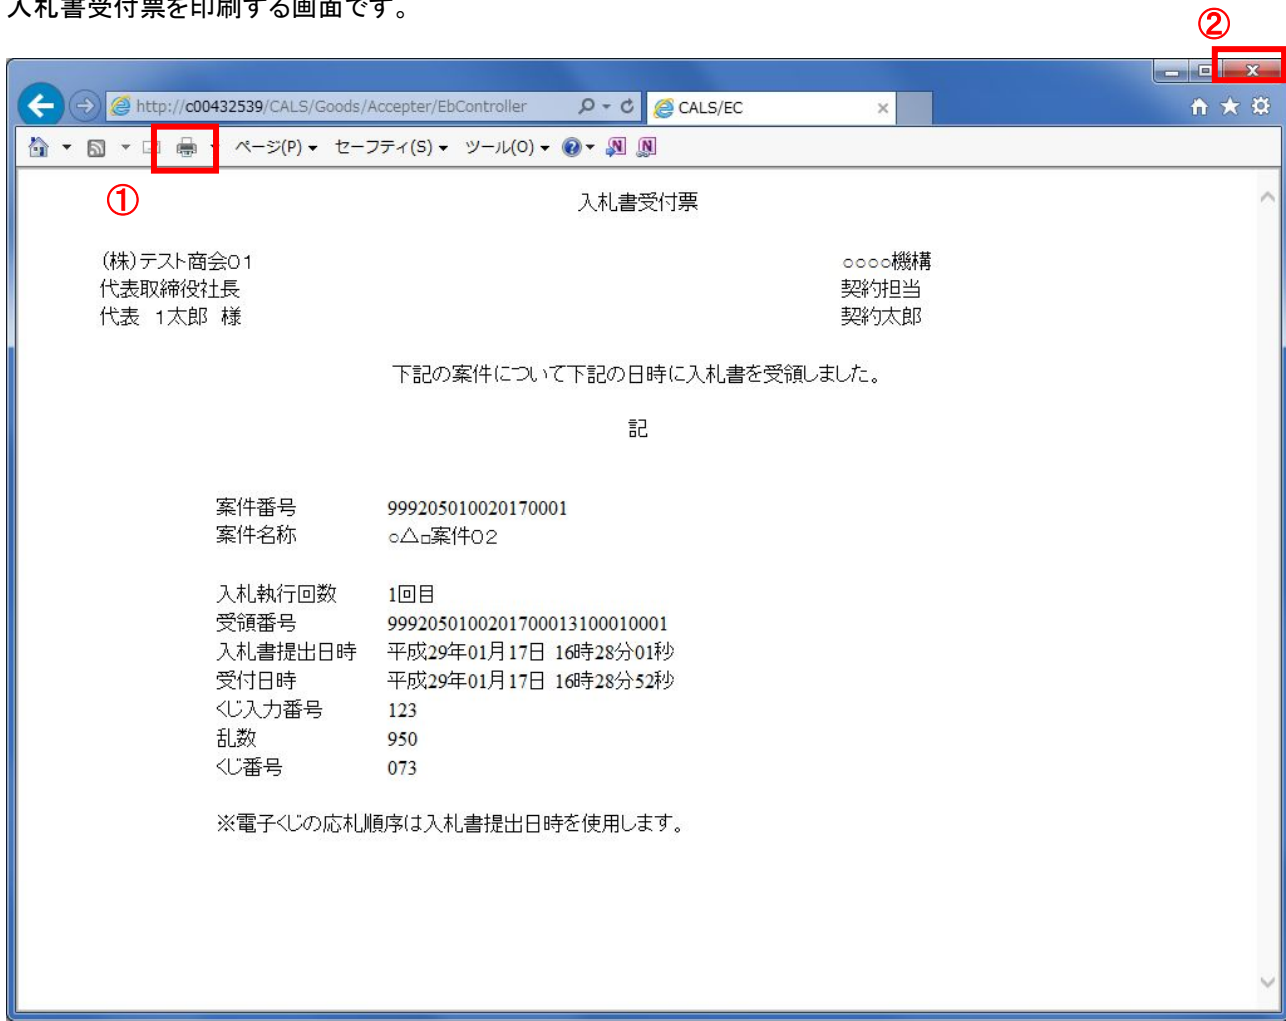 入札書受付票を印刷する画面です。
②
http://c00432539/CALS/Goods/Accepter/EbController
CALS/EC
ページ(P) セーフティ(S) ツール(O)
①
入札書受付票
(株)テスト商会01
○○○○機構
代表取締役社長
契約担当
代表 1太郎 様
契約太郎
下記の案件について下記の日時に入札書を受領しました。
記
案件番号 999205010020170001
案件名称 ○△□案件02
入札執行回数 1回目
受領番号 9992050100201700013100010001
入札書提出日時 平成29年01月17日 16時28分01秒
受付日時 平成29年01月17日 16時28分52秒
くじ入力番号 123
乱数 950
くじ番号 073
※電子くじの応札順序は入札書提出日時を使用します。